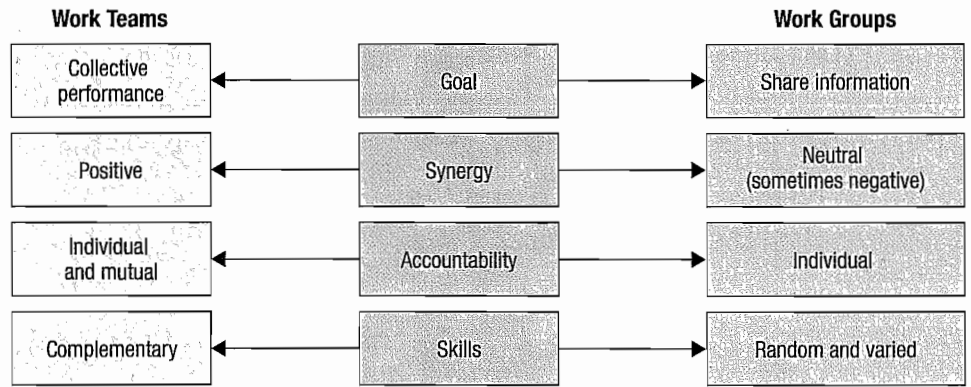 Work Teams
Work Groups
Collective
performance
Goal
Share information
Positive
Synergy
Neutral
(sometimes negative)
Individual
and mutual
Accountability
Individual
Complementary
Skills
Random and varied